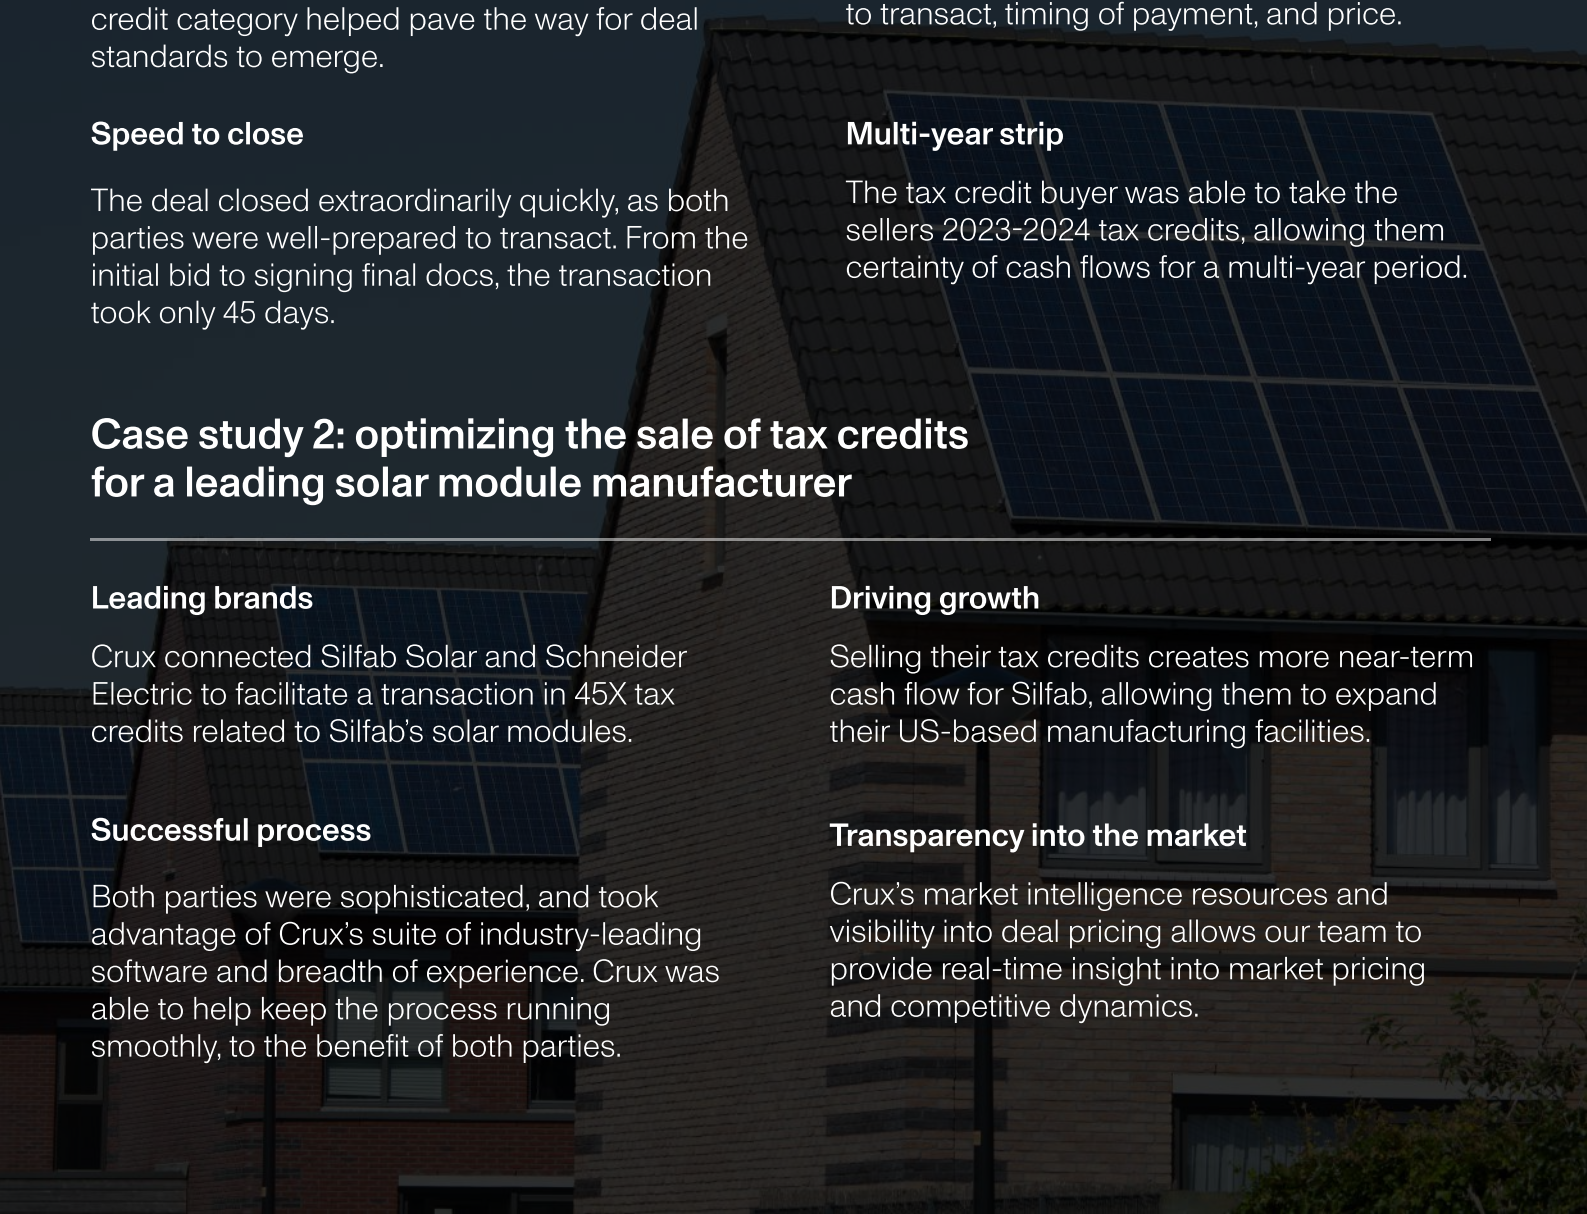 credit category helped pave the way for deal
standards to emerge.
to transact, timing of payment, and price.
Speed to close
The deal closed extraordinarily quickly, as both
parties were well-prepared to transact. From the
initial bid to signing final docs, the transaction
took only 45 days.
Multi-year strip
The tax credit buyer was able to take the
sellers 2023-2024 tax credits, allowing them
certainty of cash flows for a multi-year period.
Case study 2: optimizing the sale of tax credits
for a leading solar module manufacturer
Leading brands
Crux connected Silfab Solar and Schneider
Electric to facilitate a transaction in 45X tax
credits related to Silfab’s solar modules.
Driving growth
Selling their tax credits creates more near-term
cash flow for Silfab, allowing them to expand
their US-based manufacturing facilities.
Successful process
Both parties were sophisticated, and took
advantage of Crux’s suite of industry-leading
software and breadth of experience. Crux was
able to help keep the process running
smoothly, to the benefit of both parties.
Transparency into the market
Crux’s market intelligence resources and
visibility into deal pricing allows our team to
provide real-time insight into market pricing
and competitive dynamics.